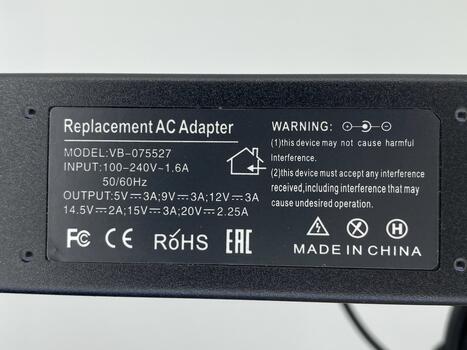 Replacement AC Adapter
MODEL:VB-075527
INPUT:100-240V~1.6A
50/60Hz
OUTPUT:5V⎓3A;9V⎓3A;12V⎓3A
14.5V⎓2A;15V⎓3A;20V⎓2.25A
FC CE RoHS EAC
WARNING:
(1)this device may not cause harmful
Interference.
(2)this device must accept any interference
received,including interference that may
cause undesired operation.
H
MADE IN CHINA